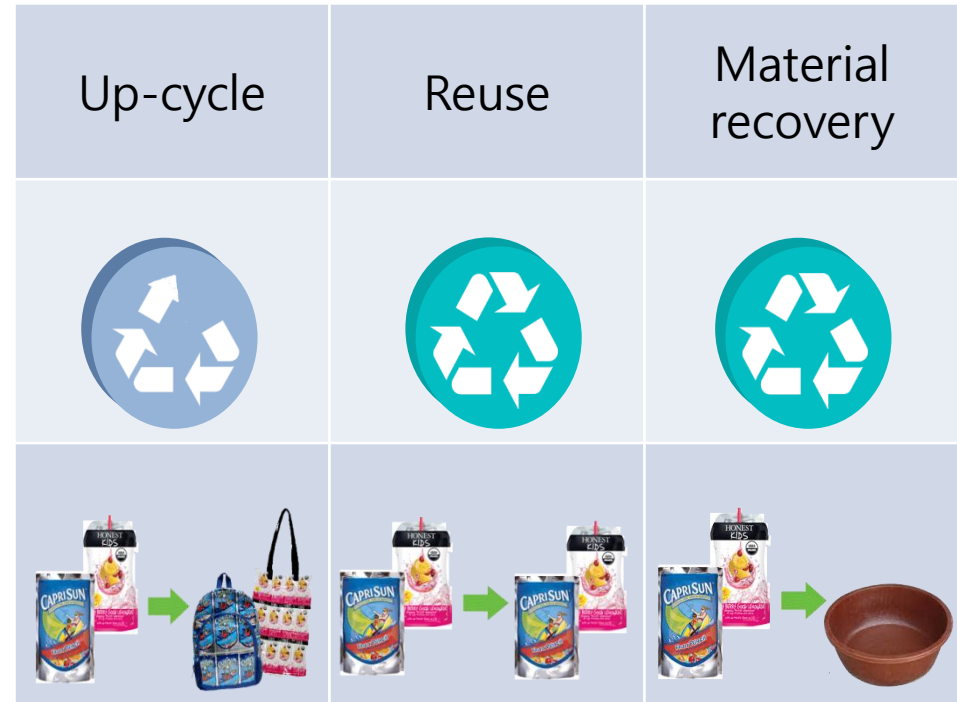 Up-cycle
Reuse
Material
recovery
HONEST
KIDS
CAPRISUN
HONEST
KIDS
CAPRISUN
HONEST
KIDS
CAPRISUN
HONEST
KIDS
CAPRISUN